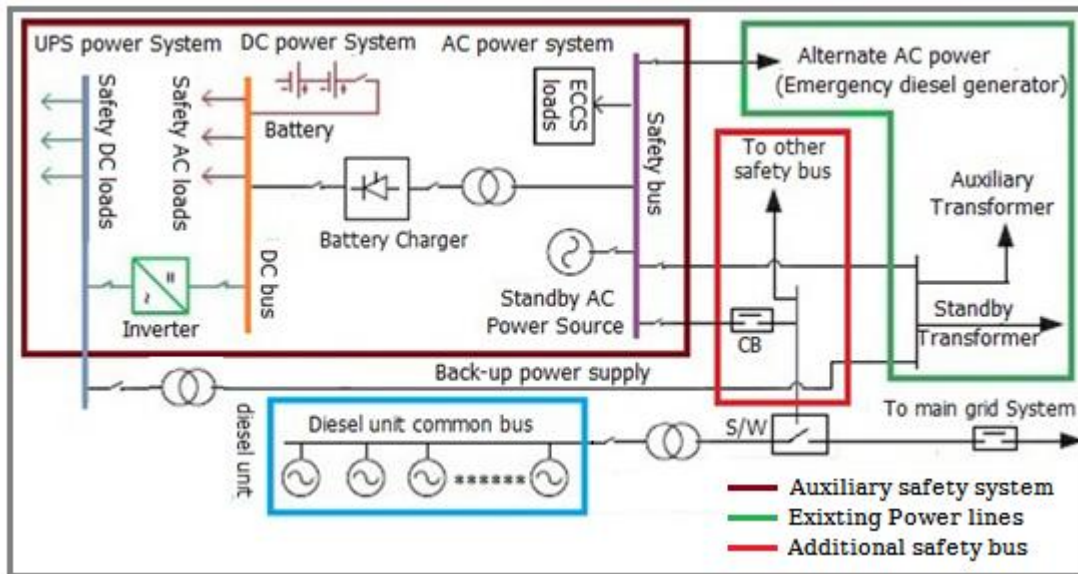 UPS power System
DC power System
AC power system
Alternate AC power
(Emergency diesel generator)
Safety DC loads
Safety AC loads
Battery
ECCS
loads
Safety bus
To other
safety bus
Auxiliary
Transformer
Battery Charger
DC bus
Inverter
Standby AC
Power Source
CB
Standby
Transformer
Back-up power supply
diesel unit
Diesel unit common bus
******
S/W
To main grid System
Auxiliary safety system
Exixting Power lines
Additional safety bus